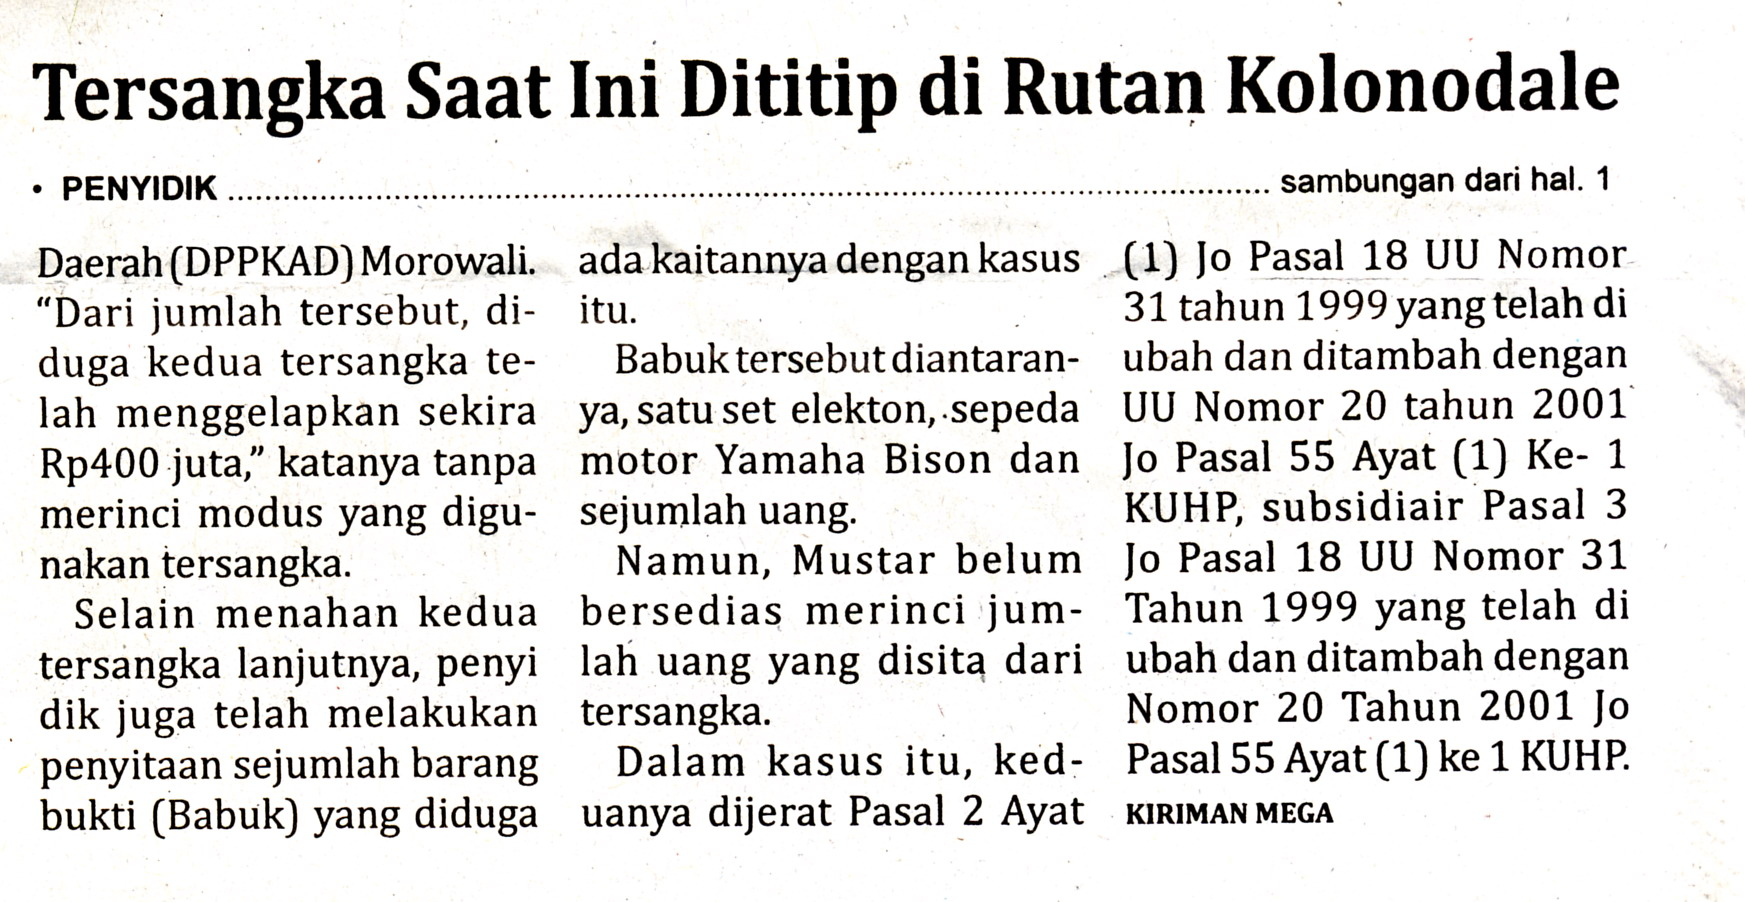 Tersangka Saat Ini Dititip di Rutan Kolonodale
• PENYIDIK ........................................................................................................................ sambungan dari hal. 1
Daerah (DPPKAD) Morowali.
“Dari jumlah tersebut, di-
duga kedua tersangka te-
lah menggelapkan sekira
Rp400 juta,” katanya tanpa
merinci modus yang digu-
nakan tersangka.
Selain menahan kedua
tersangka lanjutnya, penyi
dik juga telah melakukan
penyitaan sejumlah barang
bukti (Babuk) yang diduga
ada kaitannya dengan kasus
itu.
Babuk tersebut diantaran-
ya, satu set elekton, sepeda
motor Yamaha Bison dan
sejumlah uang.
Namun, Mustar belum
bersedias merinci jum-
lah uang yang disita dari
tersangka.
Dalam kasus itu, ked-
uanya dijerat Pasal 2 Ayat
(1) Jo Pasal 18 UU Nomor
31 tahun 1999 yang telah di
ubah dan ditambah dengan
UU Nomor 20 tahun 2001
Jo Pasal 55 Ayat (1) Ke- 1
KUHP, subsidiair Pasal 3
Jo Pasal 18 UU Nomor 31
Tahun 1999 yang telah di
ubah dan ditambah dengan
Nomor 20 Tahun 2001 Jo
Pasal 55 Ayat (1) ke 1 KUHP.
KIRIMAN MEGA